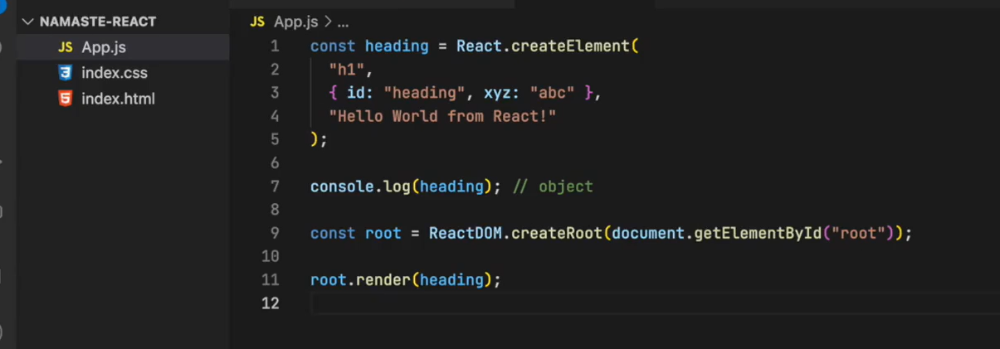 NAMASTE-REACT
JS App.js
index.css
index.html
JS App.js > ...
1 const heading = React.createElement(
2 "h1",
3 { id: "heading", xyz: "abc" },
4 "Hello World from React!"
5 );
6
7 console.log(heading); // object
8
9 const root = ReactDOM.createRoot(document.getElementById("root"));
10
11 root.render(heading);
12